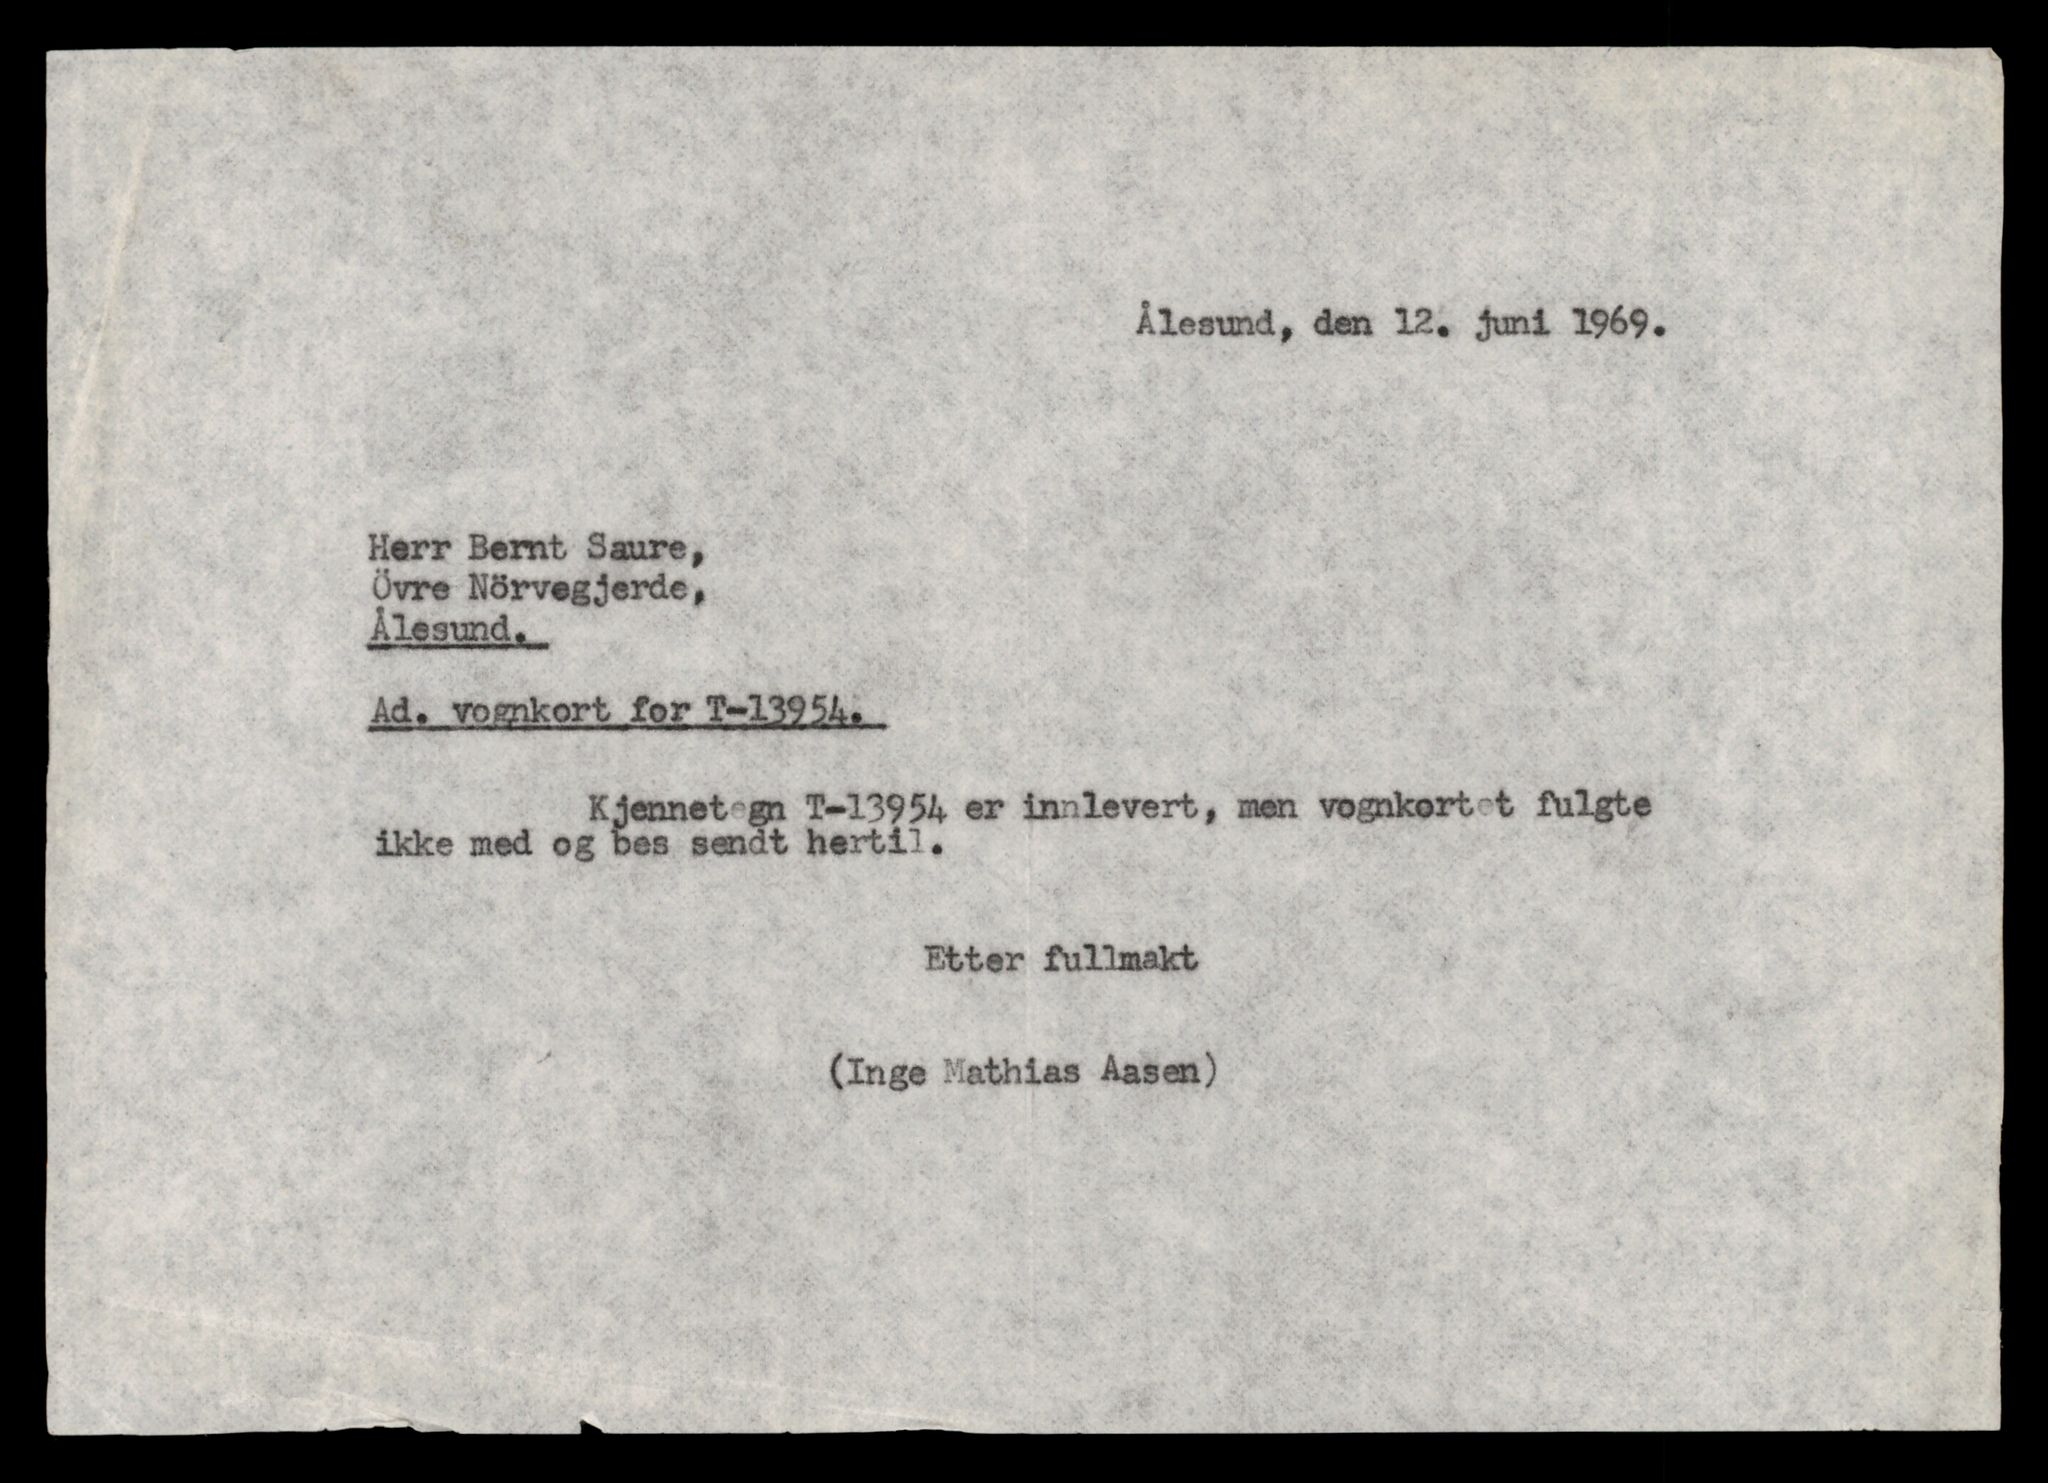 Ålesund, den 12. juni 1969.
Herr Bernt Saure,
Övre Nörvegjerde,
Ålesund.
Ad. vognkort for T-13954.
Kjennetegn T-13954 er innlevert, men vognkortet fulgte
ikke med og bes sendt hertil.
Etter fullmakt
(Inge Mathias Aasen)